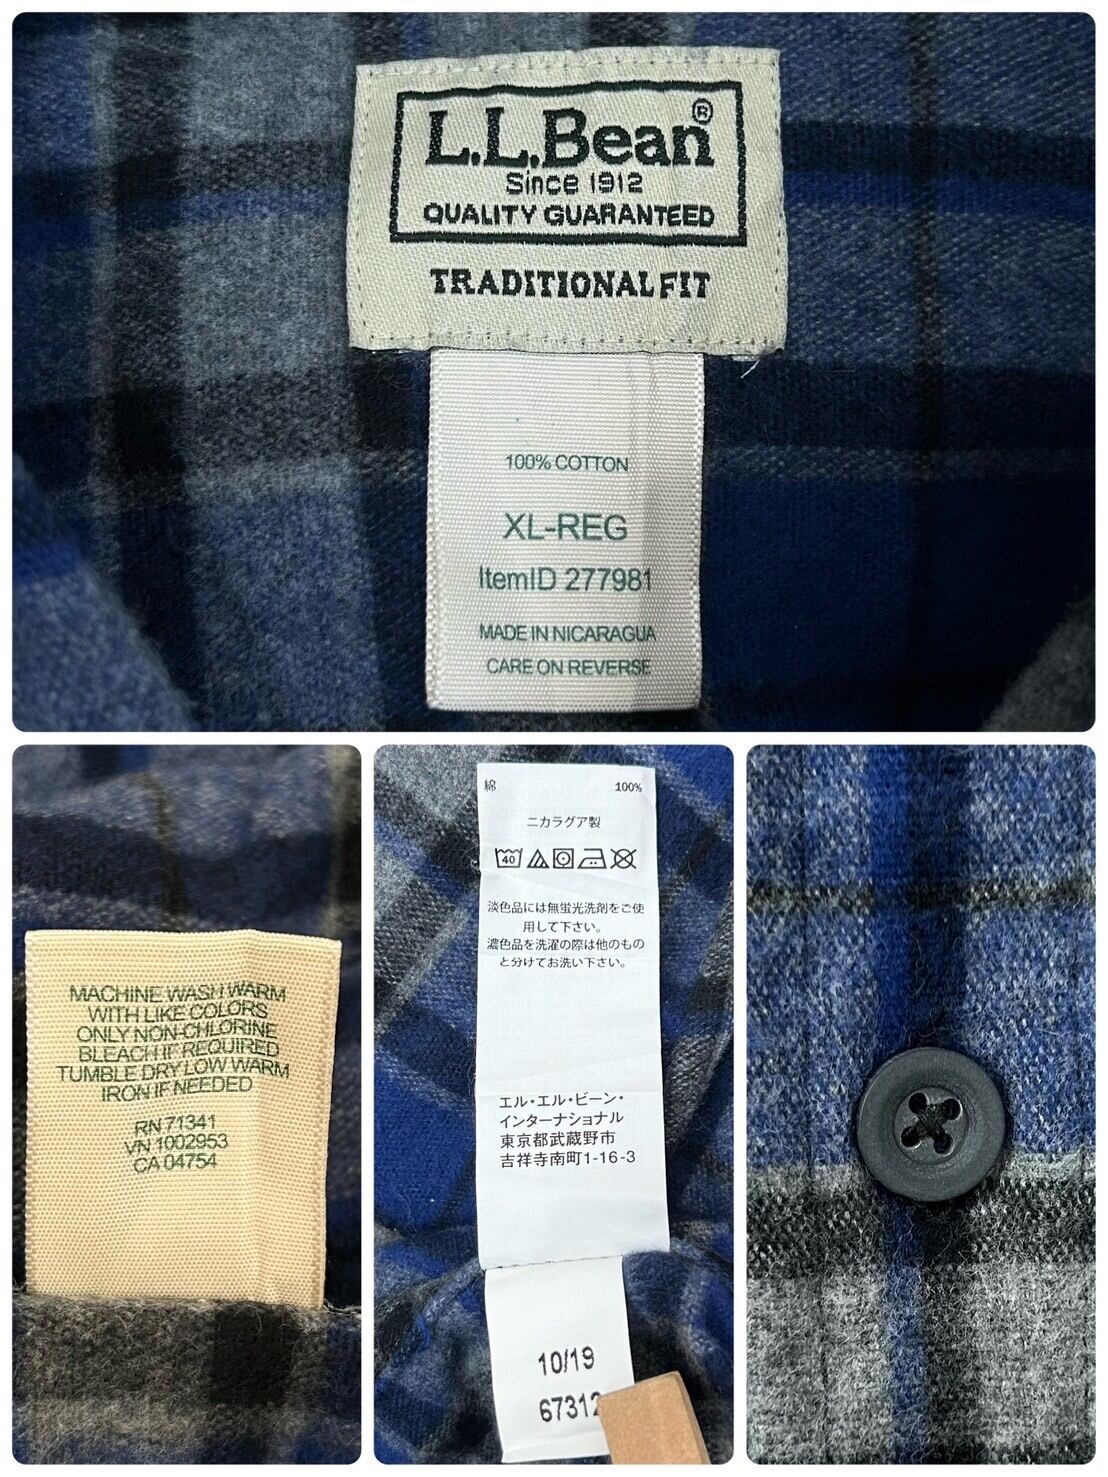 L.L.Bean®
Since 1912
QUALITY GUARANTEED
TRADITIONAL FIT
100% COTTON
XL-REG
ItemID 277981
MADE IN NICARAGUA
CARE ON REVERSE
MACHINE WASH WARM
WITH LIKE COLORS
ONLY NON-CHLORINE
BLEACH IF REQUIRED
TUMBLE DRY LOW WARM
IRON IF NEEDED
RN 71341
VN 1002953
CA 04754
綿 100%
ニカラグア製
40
淡色品には無蛍光洗剤をご使
用して下さい。
濃色品を洗濯の際は他のもの
と分けてお洗い下さい。
エル・エル・ビーン・
インターナショナル
東京都武蔵野市
吉祥寺南町1-16-3
10/19
67312